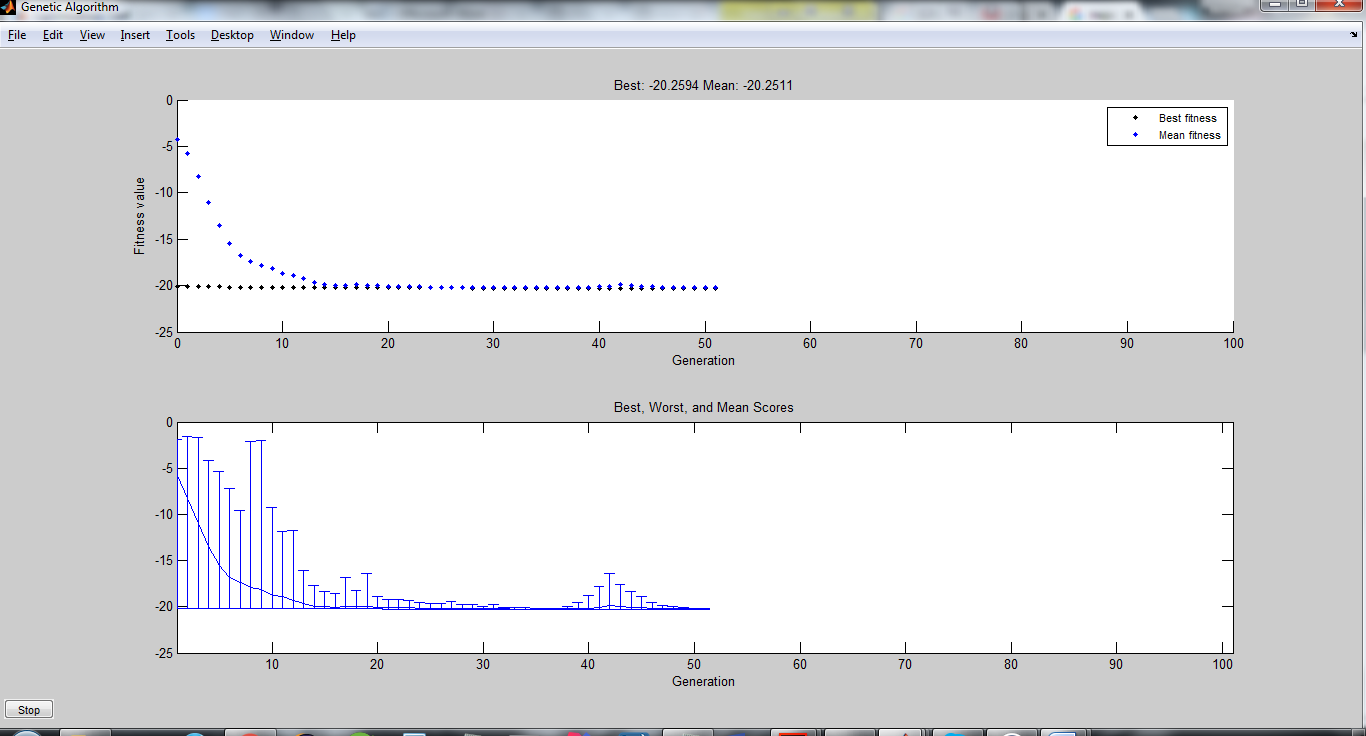 Genetic Algorithm
File Edit View Insert Tools Desktop Window Help
Best: -20.2594 Mean: -20.2511
Best fitness
Mean fitness
0
-5
-10
-15
-20
-25
Fitness value
0 10 20 30 40 50 60 70 80 90 100
Generation
Best, Worst, and Mean Scores
0
-5
-10
-15
-20
-25
10 20 30 40 50 60 70 80 90 100
Generation
Stop